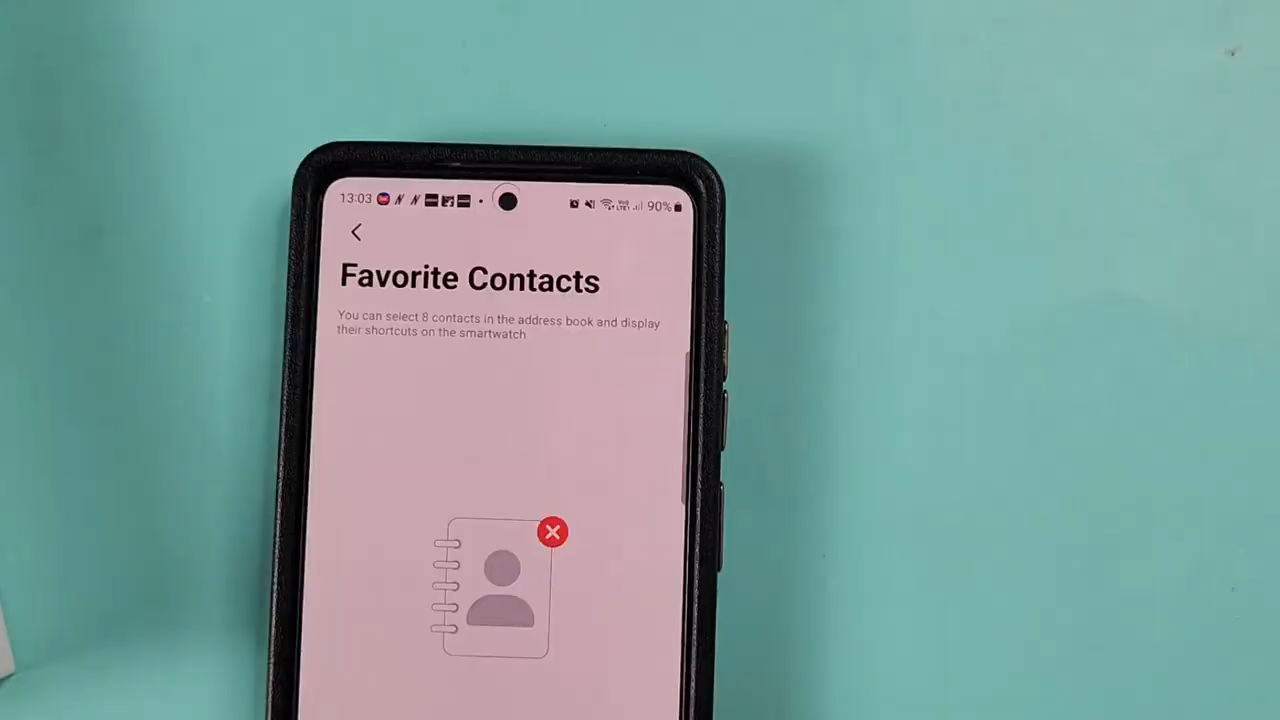 13:03 90%
Favorite Contacts
You can select 8 contacts in the address book and display
their shortcuts on the smartwatch